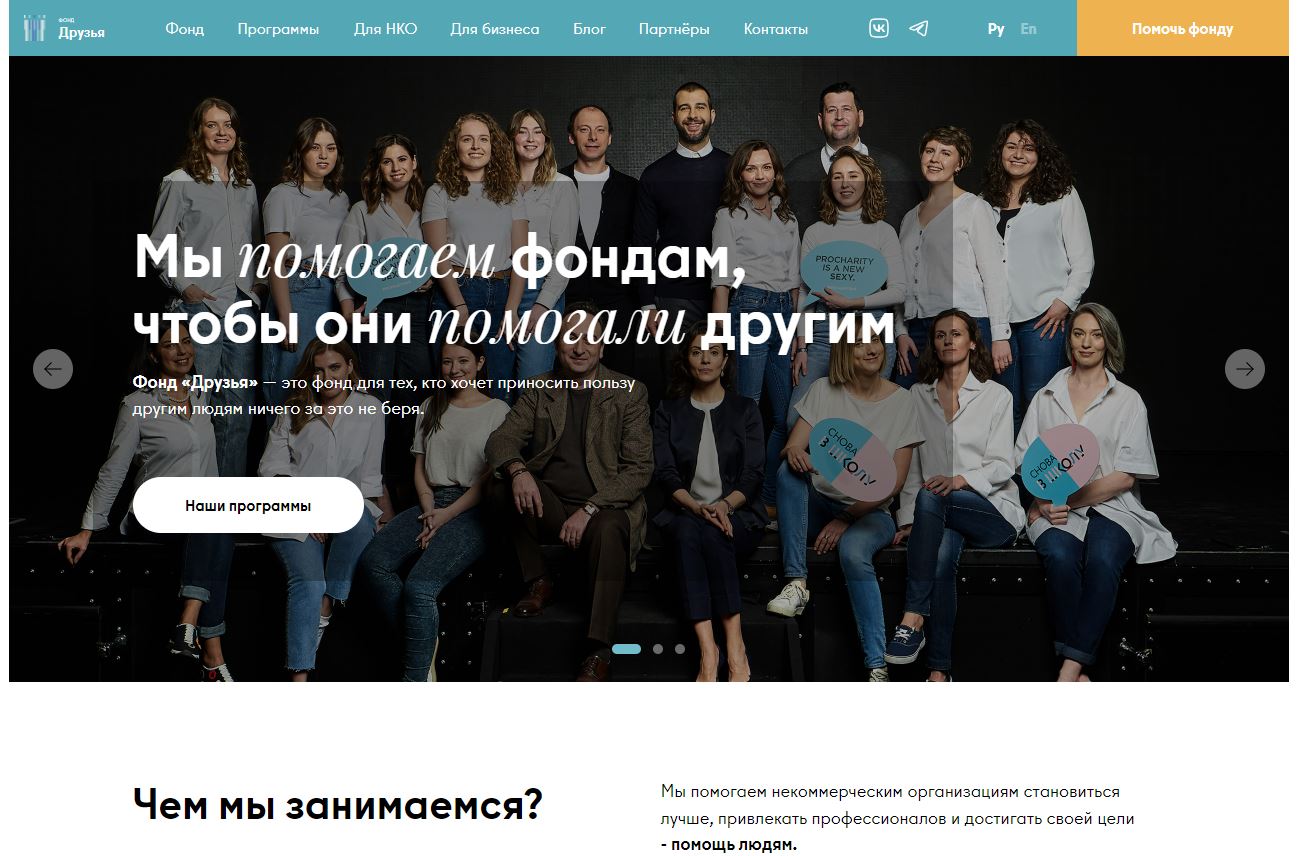 фонд
Друзья
Фонд
Программы
Для НКО
Для бизнеса
Блог
Партнёры
Контакты
Ру
En
Помочь фонду
PROCHARITY
IS A NEW
SEXY.
Мы помогаем фондам,
чтобы они помогали другим
Фонд «Друзья» — это фонд для тех, кто хочет приносить пользу
другим людям ничего за это не беря.
СНОВА
В ШКОЛУ
СНОВА
В ШКОЛУ
Наши программы
Чем мы занимаемся?
Мы помогаем некоммерческим организациям становиться
лучше, привлекать профессионалов и достигать своей цели
- помощь людям.